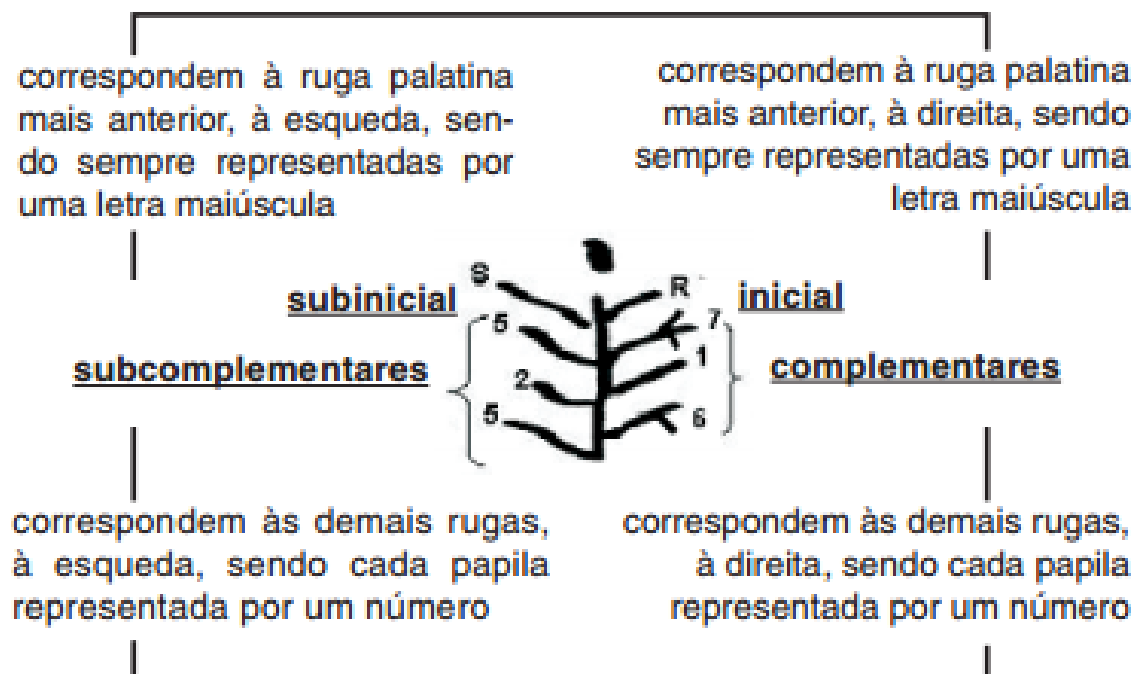 correspondem à ruga palatina
mais anterior, à esqueda, sen-
do sempre representadas por
uma letra maiúscula
correspondem à ruga palatina
mais anterior, à direita, sendo
sempre representadas por uma
letra maiúscula
subinicial
S
R
inicial
subcomplementares
5
2
5
7
1
6
complementares
correspondem às demais rugas,
à esqueda, sendo cada papila
representada por um número
correspondem às demais rugas,
à direita, sendo cada papila
representada por um número